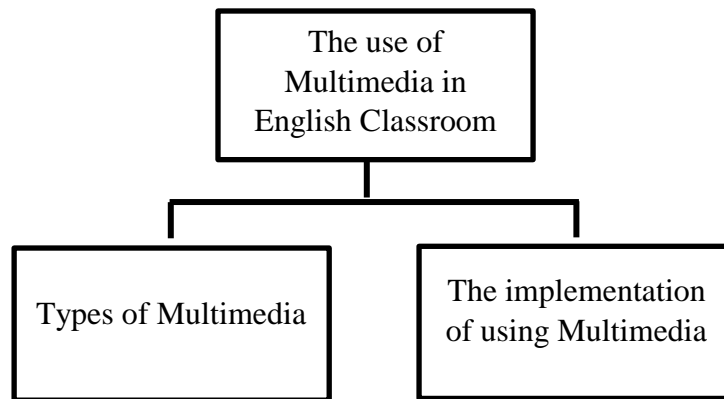 The use of
Multimedia in
English Classroom
Types of Multimedia
The implementation
of using Multimedia